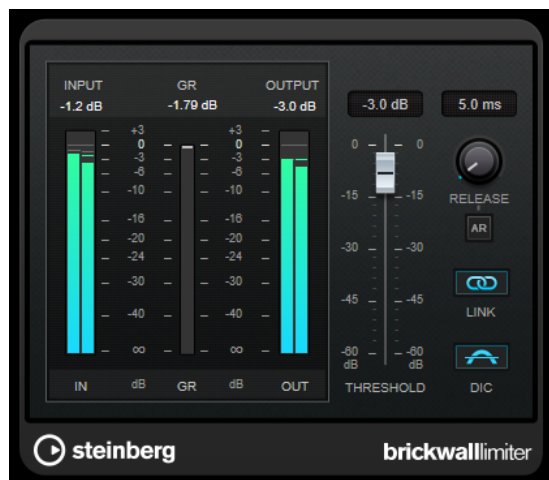 INPUT GR OUTPUT
-1.2 dB -1.79 dB -3.0 dB -3.0 dB 5.0 ms
+3 +3
0 0 0 0
-3 -3
-6 -6
-10 -10
-15 -15 RELEASE
-16 -16
AR
-20 -20
-24 -24 -30 -30
-30 -30
LINK
-45 -45
-40 -40
∞ ∞ -60 -60
dB dB
IN dB GR dB OUT THRESHOLD DIC
steinberg brickwalllimiter